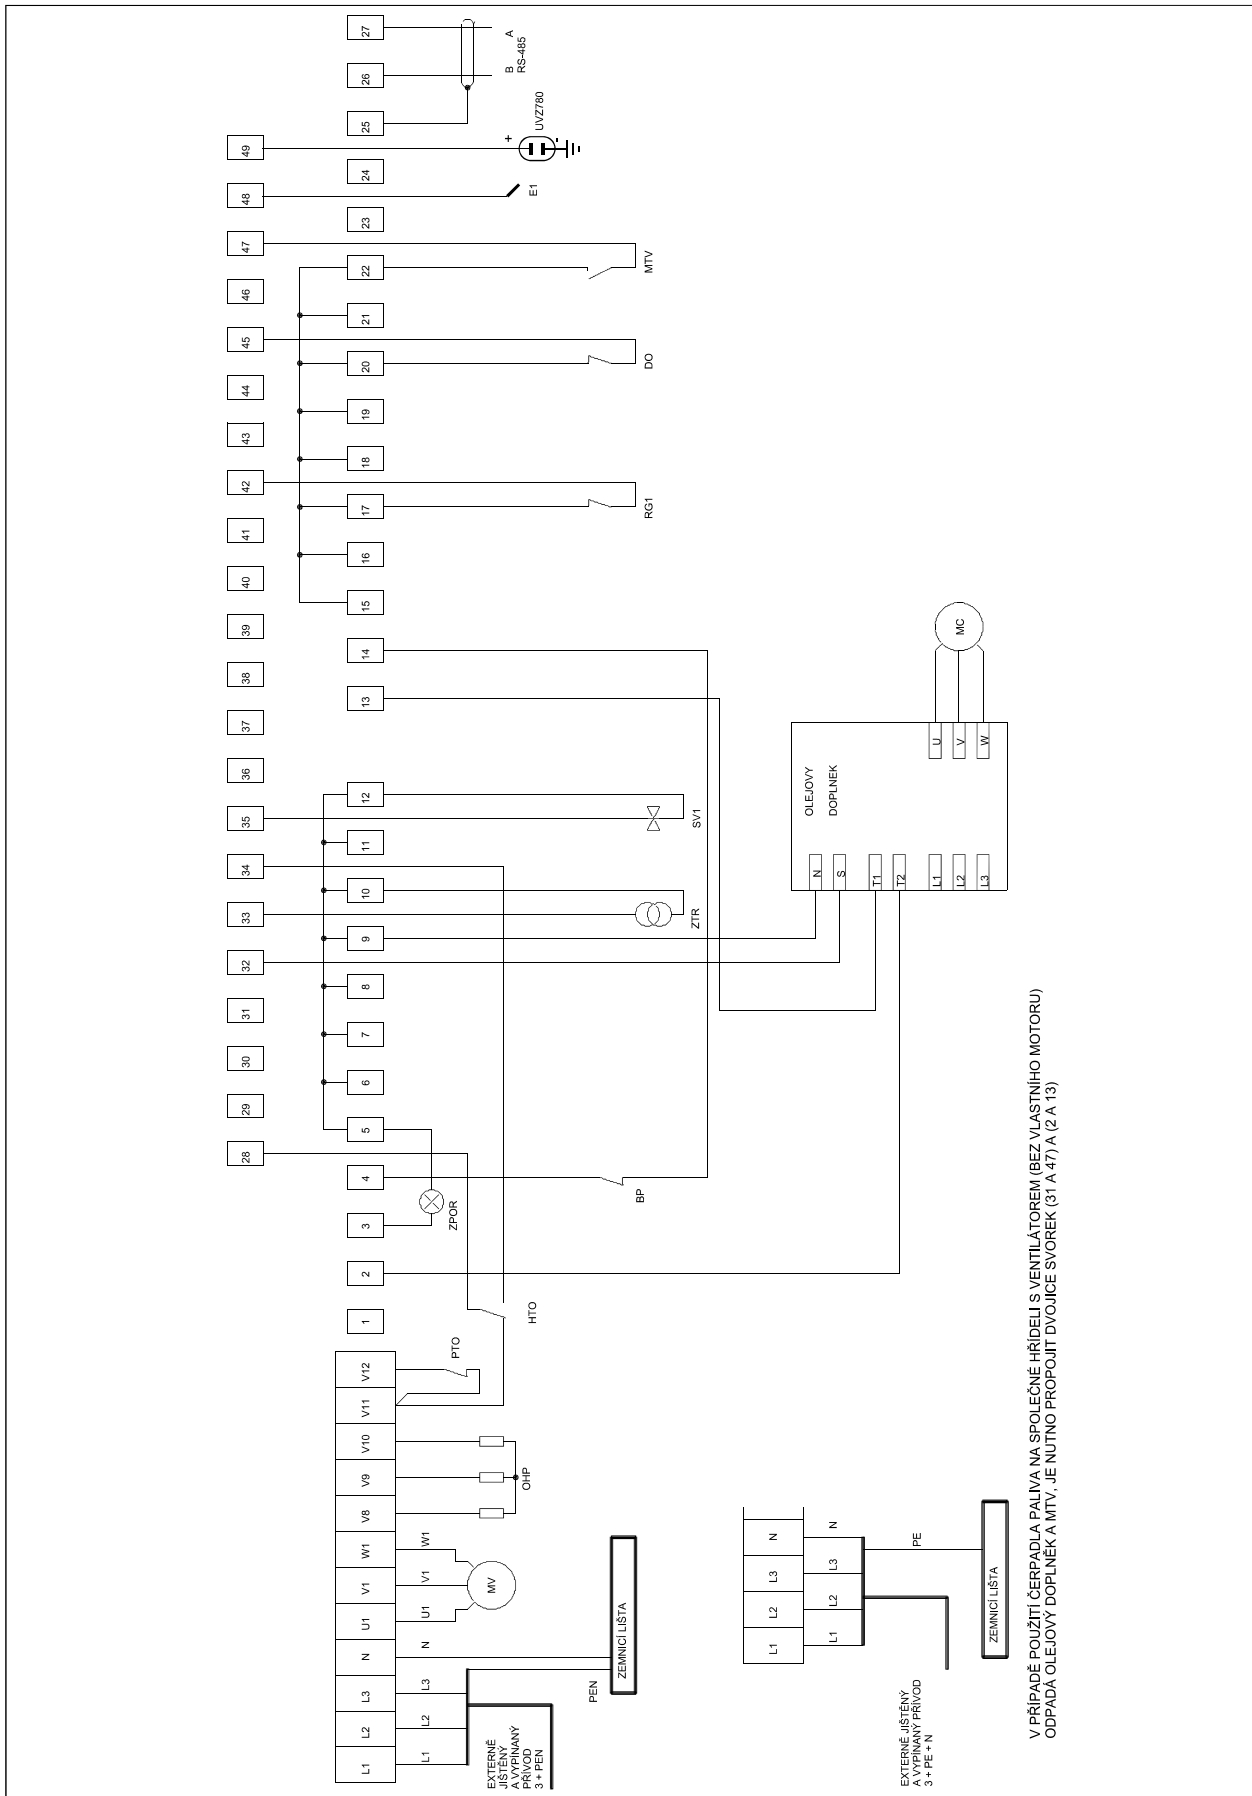 27
26
25
24
23
22
21
20
19
18
17
16
15
14
13
12
11
10
9
8
7
6
5
4
3
2
1
49
48
47
46
45
44
43
42
41
40
39
38
37
36
35
34
33
32
31
30
29
28
A
B
RS-485
UVZ780
+
-
E1
MTV
DO
RG1
MC
U
V
W
OLEJOVY
DOPLNEK
N
S
T1
T2
L1
L2
L3
SV1
ZTR
BP
ZPOR
HTO
PTO
V12
V11
V10
V9
V8
W1
V1
U1
N
L3
L2
L1
OHP
W1
V1
U1
MV
N
L3
L2
L1
PEN
ZEMNICÍ LIŠTA
EXTERNĚ
JIŠTĚNÝ
A VYPÍNANÝ
PŘÍVOD
3 + PEN
N
L3
L2
L1
N
L3
L2
L1
PE
ZEMNICÍ LIŠTA
EXTERNĚ JIŠTĚNÝ
A VYPÍNANÝ PŘÍVOD
3 + PE + N
V PŘÍPADĚ POUŽITÍ ČERPADLA PALIVA NA SPOLEČNÉ HŘÍDELI S VENTILÁTOREM (BEZ VLASTNÍHO MOTORU)
ODPADÁ OLEJOVÝ DOPLNĚK A MTV, JE NUTNO PROPOJIT DVOJICE SVOREK (31 A 47) A (2 A 13)